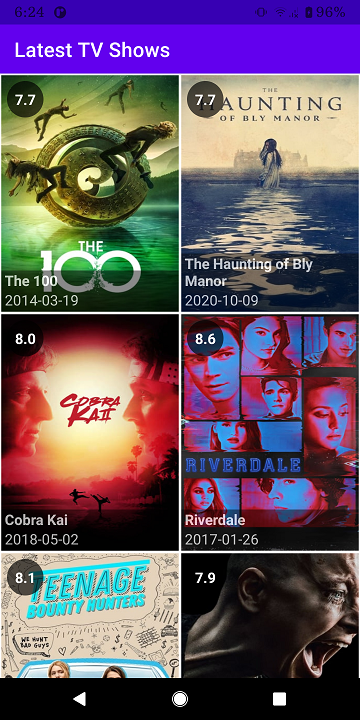 6:24
96%
Latest TV Shows
7.7
THE
100
The 100
2014-03-19
7.7
THE
HAUNTING
OF BLY MANOR
The Haunting of Bly
Manor
2020-10-09
8.0
COBRA
KAI
Cobra Kai
2018-05-02
8.6
RIVERDALE
Riverdale
2017-01-26
8.1
TEENAGE
BOUNTY HUNTERS
WE HUNT
BAD GUYS
7.9